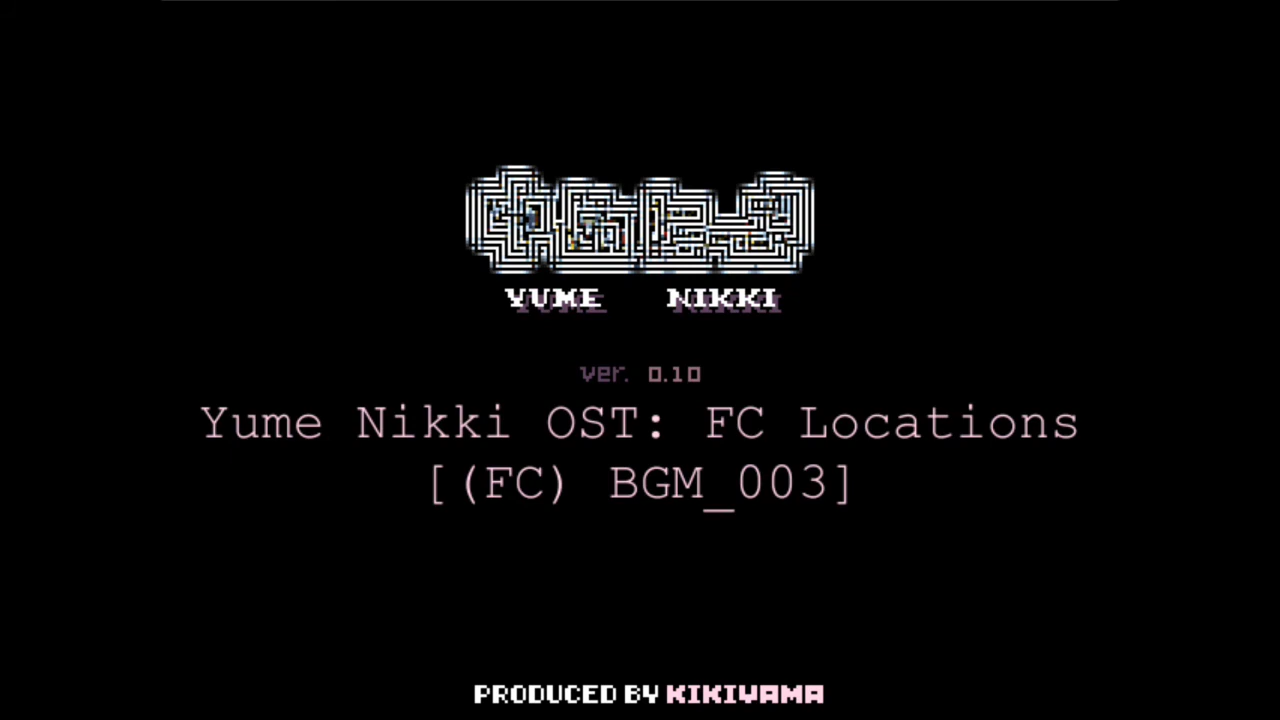 YUME NIKKI
ver. 0.10
Yume Nikki OST: FC Locations
[(FC) BGM_003]
PRODUCED BY KIKIYAMA